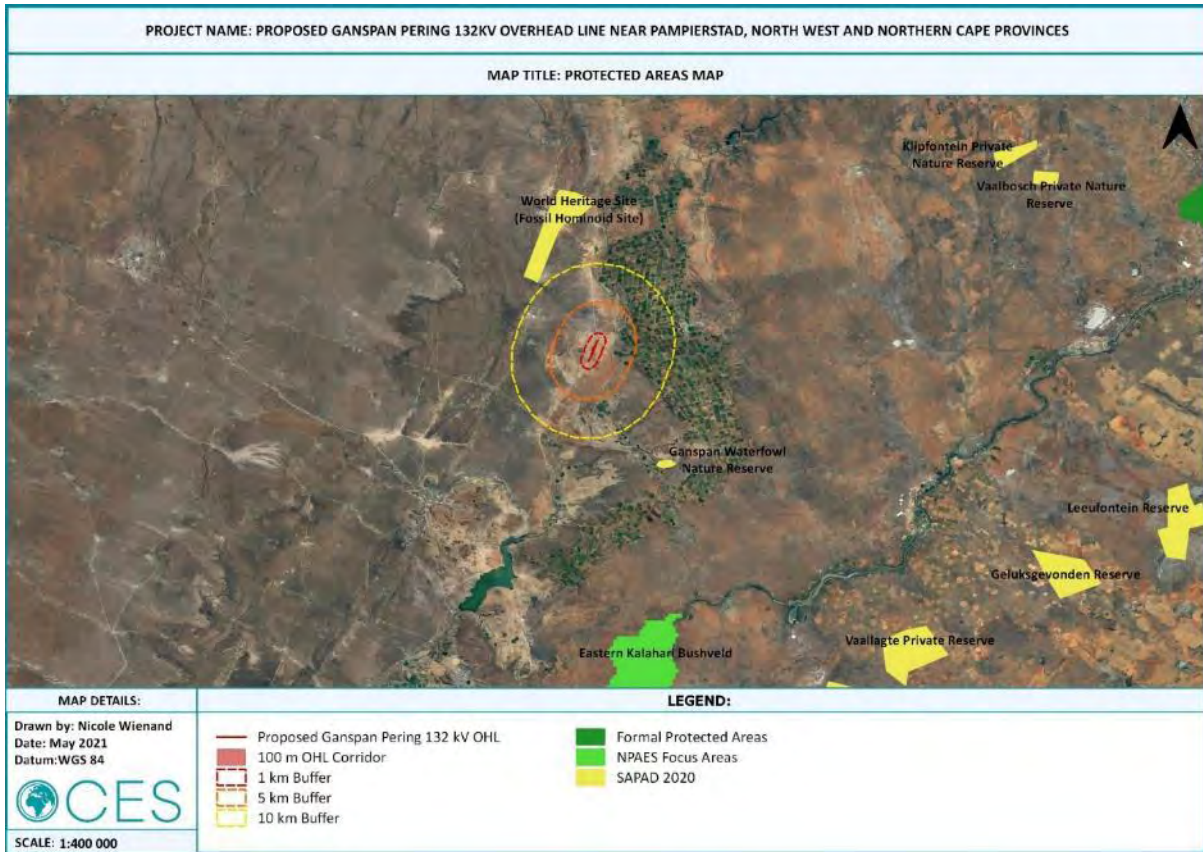 PROJECT NAME: PROPOSED GANSPAN PERING 132KV OVERHEAD LINE NEAR PAMPIERSTAD, NORTH WEST AND NORTHERN CAPE PROVINCES
MAP TITLE: PROTECTED AREAS MAP
Klipfontein Private
Nature Reserve
Vaalbosch Private Nature
Reserve
World Heritage Site
(Fossil Hominoid Site)
Ganspan Waterfowl
Nature Reserve
Leeufontein Reserve
Geluksgevonden Reserve
Vaallagte Private Reserve
Eastern Kalahari Bushveld
MAP DETAILS:
Drawn by: Nicole Wienand
Date: May 2021
Datum:WGS 84
CES
SCALE: 1:400 000
LEGEND:
Proposed Ganspan Pering 132 kV OHL
100 m OHL Corridor
1 km Buffer
5 km Buffer
10 km Buffer
Formal Protected Areas
NPAES Focus Areas
SAPAD 2020